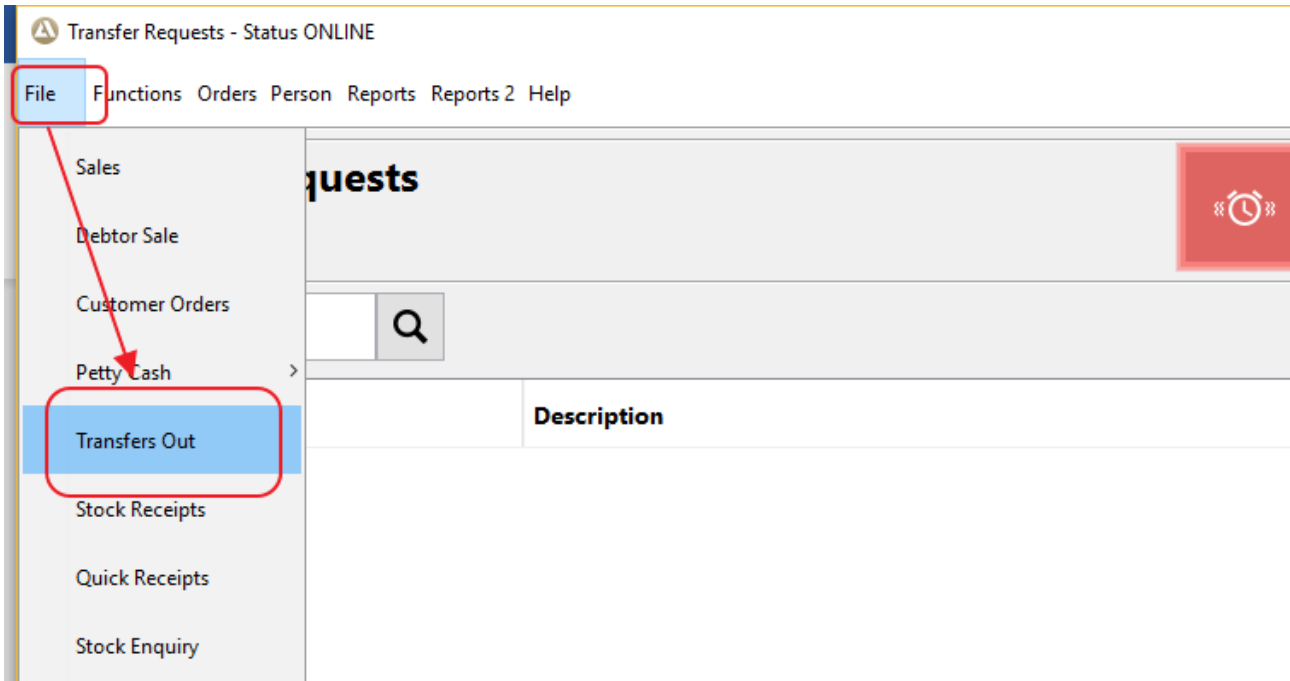 Transfer Requests - Status ONLINE
File Functions Orders Person Reports Reports 2 Help
Sales
quests
Debtor Sale
Customer Orders
Petty Cash
Description
Transfers Out
Stock Receipts
Quick Receipts
Stock Enquiry